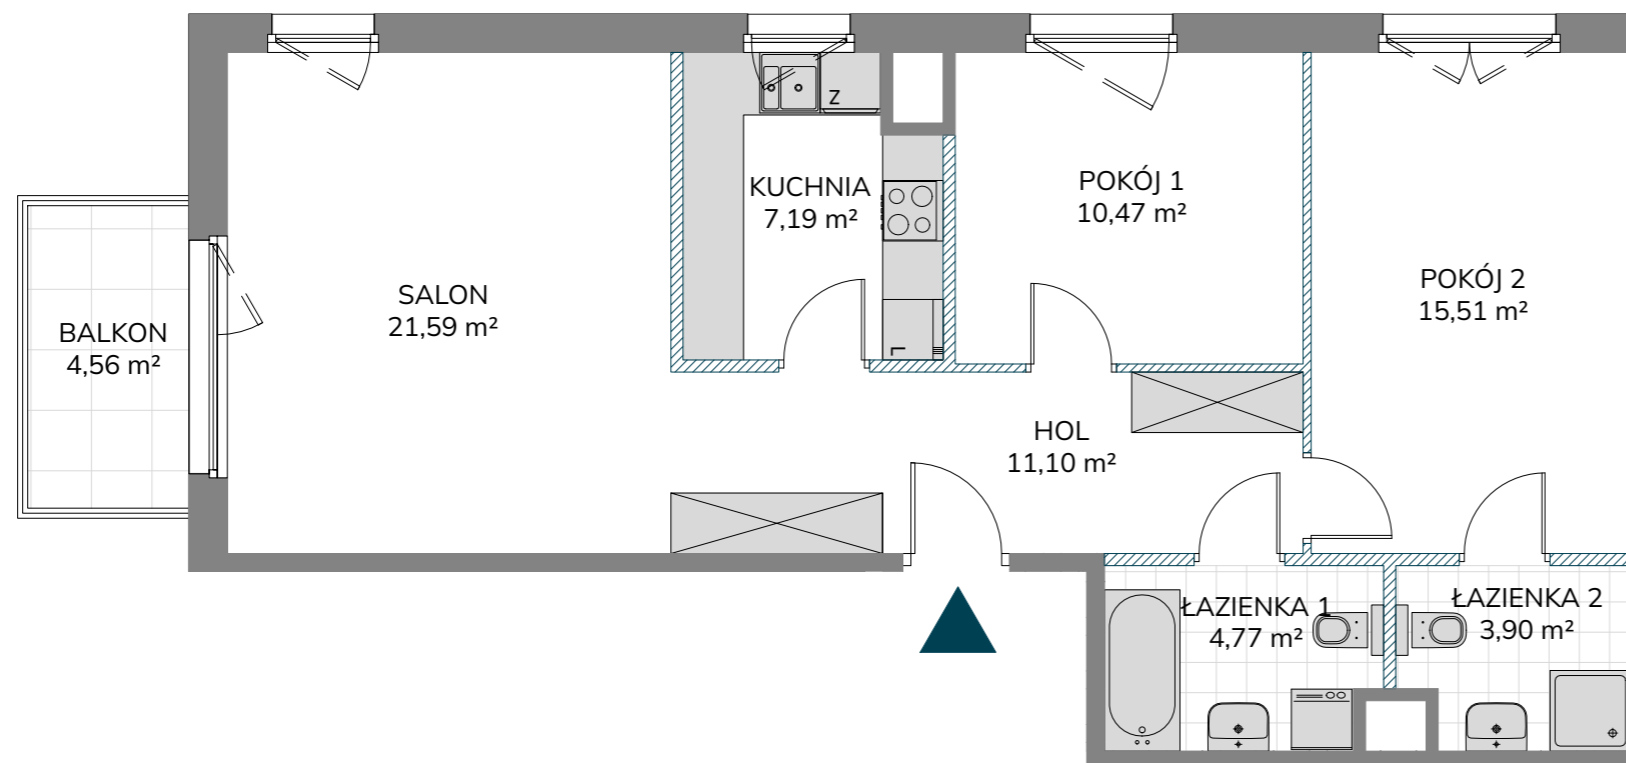 BALKON
4,56 m²
SALON
21,59 m²
Z
KUCHNIA
7,19 m²
L
POKÓJ 1
10,47 m²
POKÓJ 2
15,51 m²
HOL
11,10 m²
ŁAZIENKA 1
4,77 m²
ŁAZIENKA 2
3,90 m²